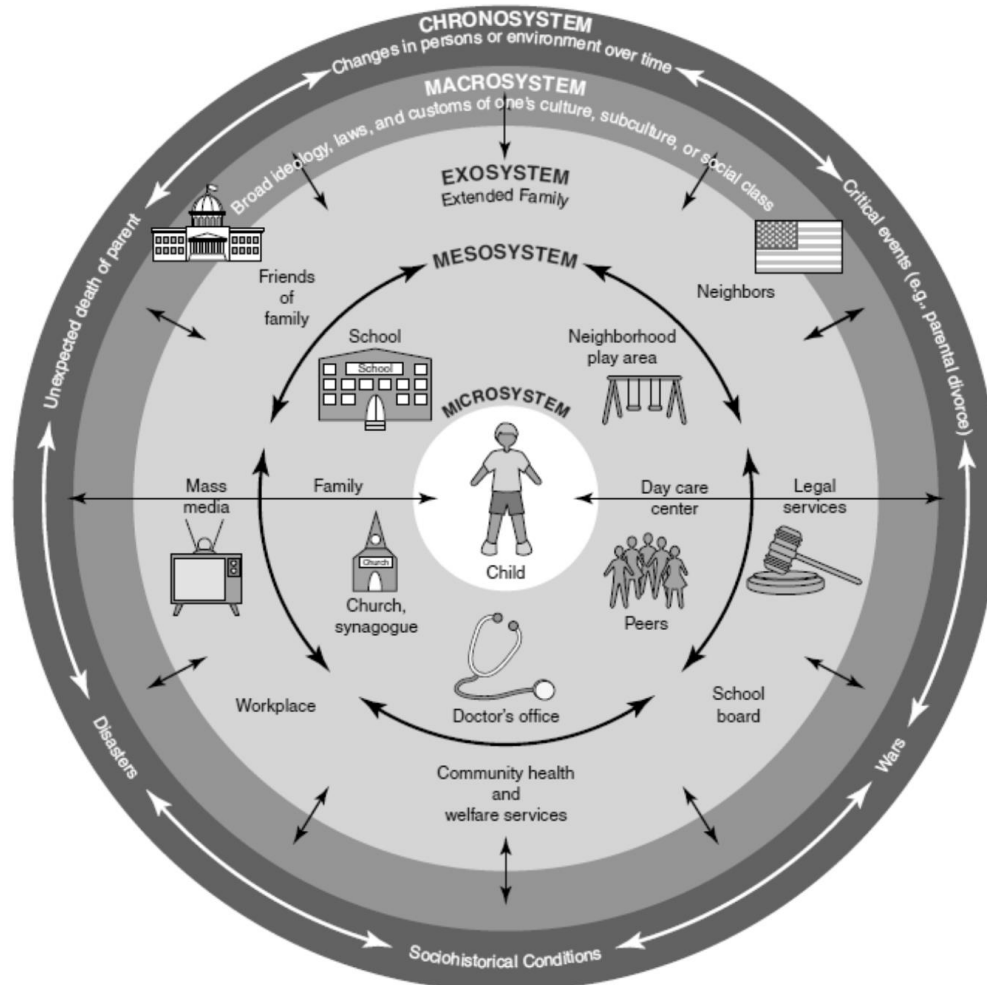 CHRONOSYSTEM
Changes in persons or environment over time
MACROSYSTEM
Broad ideology, laws, and customs of one's culture, subculture, or social class
EXOSYSTEM
Extended Family
Unexpected death of parent
Critical events (e.g., parental divorce)
MESOSYSTEM
Friends
of
family
Neighbors
School
School
Neighborhood
play area
MICROSYSTEM
Mass
media
Family
Day care
center
Legal
services
Church
Church,
synagogue
Child
Peers
Workplace
Doctor's office
School
board
Community health
and
welfare services
Disasters
Wars
Sociohistorical Conditions